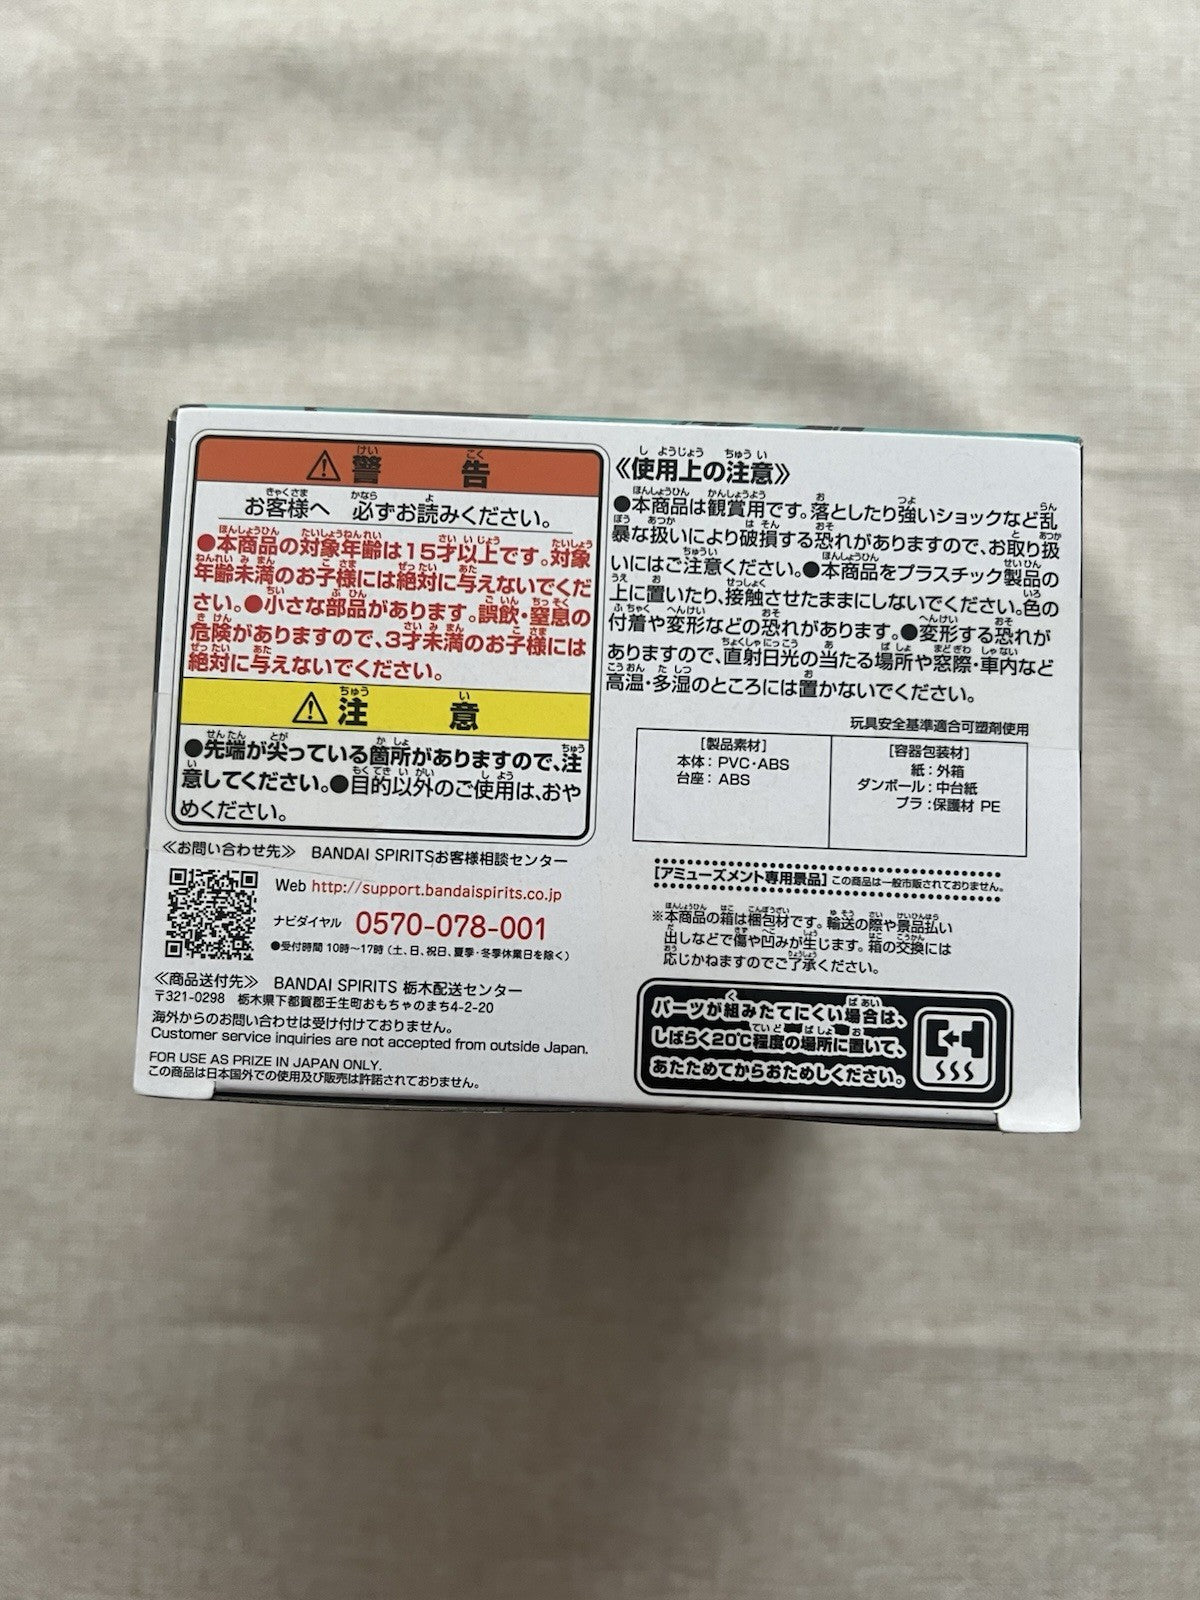 ⚠警告
お客様へ 必ずお読みください。
●本商品の対象年齢は15才以上です。対象
年齢未満のお子様には絶対に与えないでくだ
さい。●小さな部品があります。誤飲・窒息の
危険がありますので、3才未満のお子様には
絶対に与えないでください。
⚠注意
●先端が尖っている箇所がありますので、注
意してください。●目的以外のご使用は、おや
めください。
≪お問い合わせ先≫ BANDAI SPIRITSお客様相談センター
Web http://support.bandaispirits.co.jp
ナビダイヤル 0570-078-001
●受付時間 10時〜17時(土、日、祝日、夏季・冬季休業日を除く)
≪商品送付先≫ BANDAI SPIRITS 栃木配送センター
〒321-0298 栃木県下都賀郡壬生町おもちゃのまち4-2-20
海外からのお問い合わせは受け付けておりません。
Customer service inquiries are not accepted from outside Japan.
FOR USE AS PRIZE IN JAPAN ONLY.
この商品は日本国外での使用及び販売は許諾されておりません。
≪使用上の注意≫
●本商品は観賞用です。落としたり強いショックなど乱
暴な扱いにより破損する恐れがありますので、お取り扱
いにはご注意ください。●本商品をプラスチック製品の
上に置いたり、接触させたままにしないでください。色の
付着や変形などの恐れがあります。●変形する恐れが
ありますので、直射日光の当たる場所や窓際・車内など
高温・多湿のところには置かないでください。
玩具安全基準適合可塑剤使用
[製品素材]
本体:PVC・ABS
台座:ABS
[容器包装材]
紙:外箱
ダンボール:中台紙
プラ:保護材 PE
[アミューズメント専用景品]この商品は一般市販されておりません。
※本商品の箱は梱包材です。輸送の際や景品払い
出しなどで傷や凹みが生じます。箱の交換には
応じかねますのでご了承ください。
パーツが組みたてにくい場合は、
しばらく20℃程度の場所に置いて、
あたためてからおためしください。